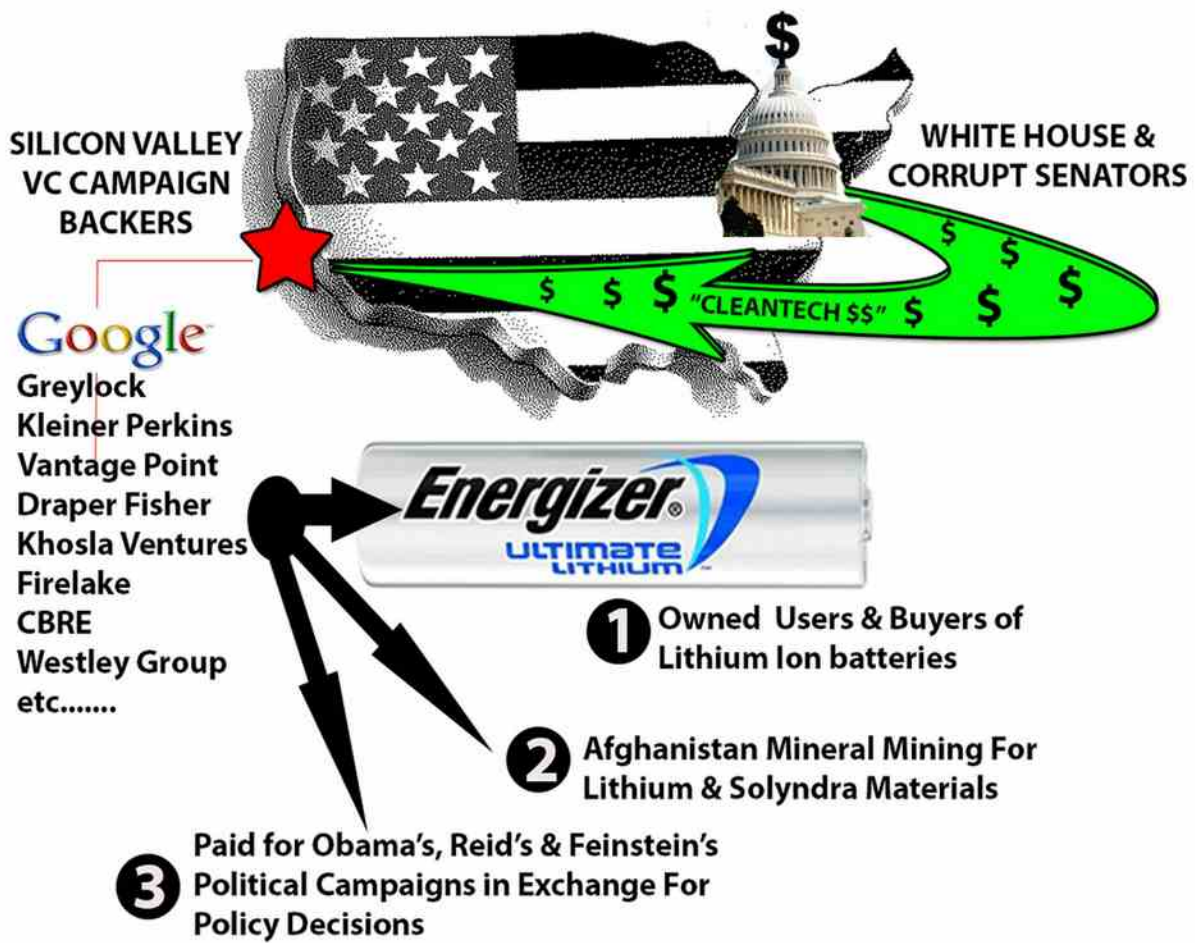 $
SILICON VALLEY
VC CAMPAIGN
BACKERS
WHITE HOUSE &
CORRUPT SENATORS
$ $ $ "CLEANTECH $$" $ $ $ $ $
Google™
Greylock
Kleiner Perkins
Vantage Point
Draper Fisher
Khosla Ventures
Firelake
CBRE
Westley Group
etc.......
Energizer®
ULTIMATE
LITHIUM™
1 Owned Users & Buyers of
Lithium Ion batteries
2 Afghanistan Mineral Mining For
Lithium & Solyndra Materials
3 Paid for Obama's, Reid's & Feinstein's
Political Campaigns in Exchange For
Policy Decisions